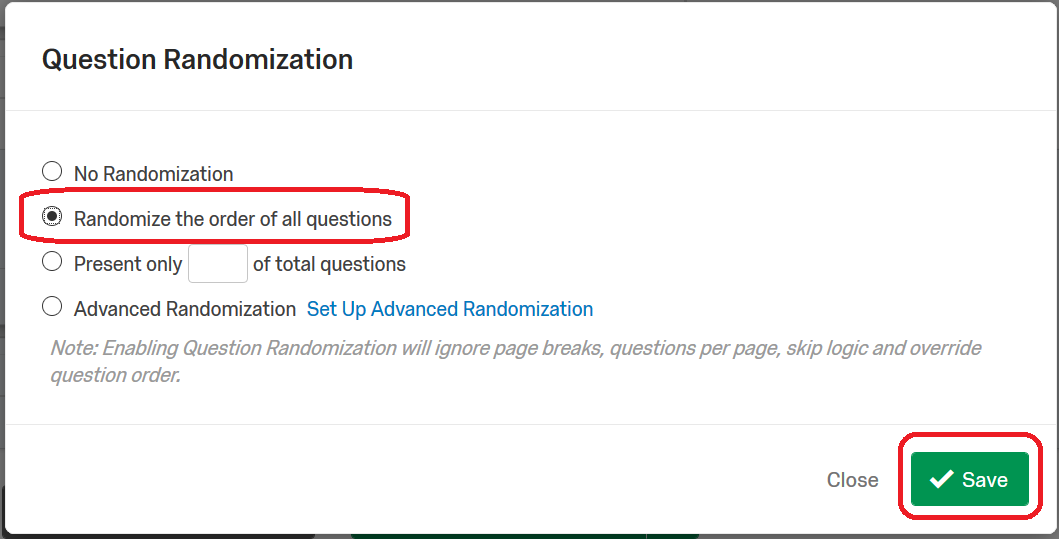 Question Randomization
No Randomization
Randomize the order of all questions
Present only of total questions
Advanced Randomization Set Up Advanced Randomization
Note: Enabling Question Randomization will ignore page breaks, questions per page, skip logic and override
question order.
Close Save